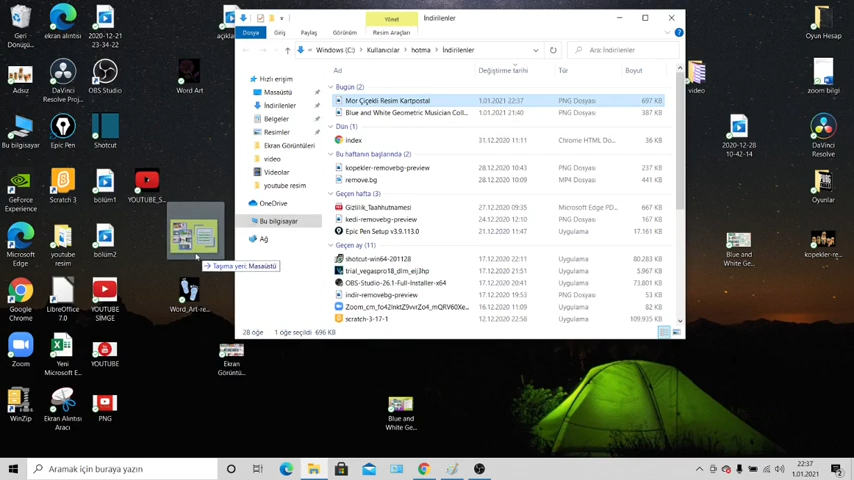 Geri
Dönüş...
ekran alıntısı
2020-12-21
23-34-22
açıkla
Adsız
DaVinci
Resolve Proj...
OBS Studio
Word Art
Bu bilgisayar
Epic Pen
Shotcut
GeForce
Experience
Scratch 3
bölüm1
YOUTUBE_S...
Microsoft
Edge
youtube
resim
bölüm2
Google
Chrome
LibreOffice
7.0
YOUTUBE
SİMGE
Word_Art-re...
Zoom
Yeni
Microsoft E...
YOUTUBE
Ekran
Görüntü...
WinZip
Ekran Alıntısı
Aracı
PNG
Blue and
White Ge...
Taşıma yeri: Masaüstü
Yönet
İndirilenler
Dosya
Giriş
Paylaş
Görünüm
Resim Araçları
Windows (C:) > Kullanıcılar > hotma > İndirilenler
Ara: İndirilenler
Hızlı erişim
Masaüstü
İndirilenler
Belgeler
Resimler
Ekran Görüntüleri
video
Videolar
youtube resim
OneDrive
Bu bilgisayar
Ağ
Ad
Değiştirme tarihi
Tür
Boyut
Bugün (2)
Mor Çiçekli Resim Kartpostal 1.01.2021 22:37 PNG Dosyası 697 KB
Blue and White Geometric Musician Coll... 1.01.2021 21:40 PNG Dosyası 387 KB
Dün (1)
index 31.12.2020 11:11 Chrome HTML Do... 36 KB
Bu haftanın başlarında (2)
kopekler-removebg-preview 28.12.2020 10:43 PNG Dosyası 237 KB
remove.bg 28.12.2020 10:09 MP4 Dosyası 441 KB
Geçen hafta (3)
Gizlilik_Taahhutnamesi 27.12.2020 09:35 Microsoft Edge PD... 667 KB
kedi-removebg-preview 24.12.2020 12:10 PNG Dosyası 167 KB
Epic Pen Setup v3.9.113.0 21.12.2020 11:47 Uygulama 17.161 KB
Geçen ay (11)
shotcut-win64-201128 17.12.2020 22:11 Uygulama 80.283 KB
trial_vegaspro18_dlm_eij3hp 17.12.2020 22:21 Uygulama 5.967 KB
OBS-Studio-26.1-Full-Installer-x64 17.12.2020 22:14 Uygulama 73.801 KB
indir-removebg-preview 17.12.2020 19:53 PNG Dosyası 53 KB
16.12.2020 11:09 Uygulama 82 KB
scratch-3-17-1 12.12.2020 22:58 Uygulama 109.935 KB
28 öğe
1 öğe seçildi 696 KB
Oyun Hesap
video
zoom bilgi
2020-12-28
10-42-14
DaVinci
Resolve
Oyunlar
Blue and
White Ge...
kopekler-re...
Aramak için buraya yazın
22:37
1.01.2021
2